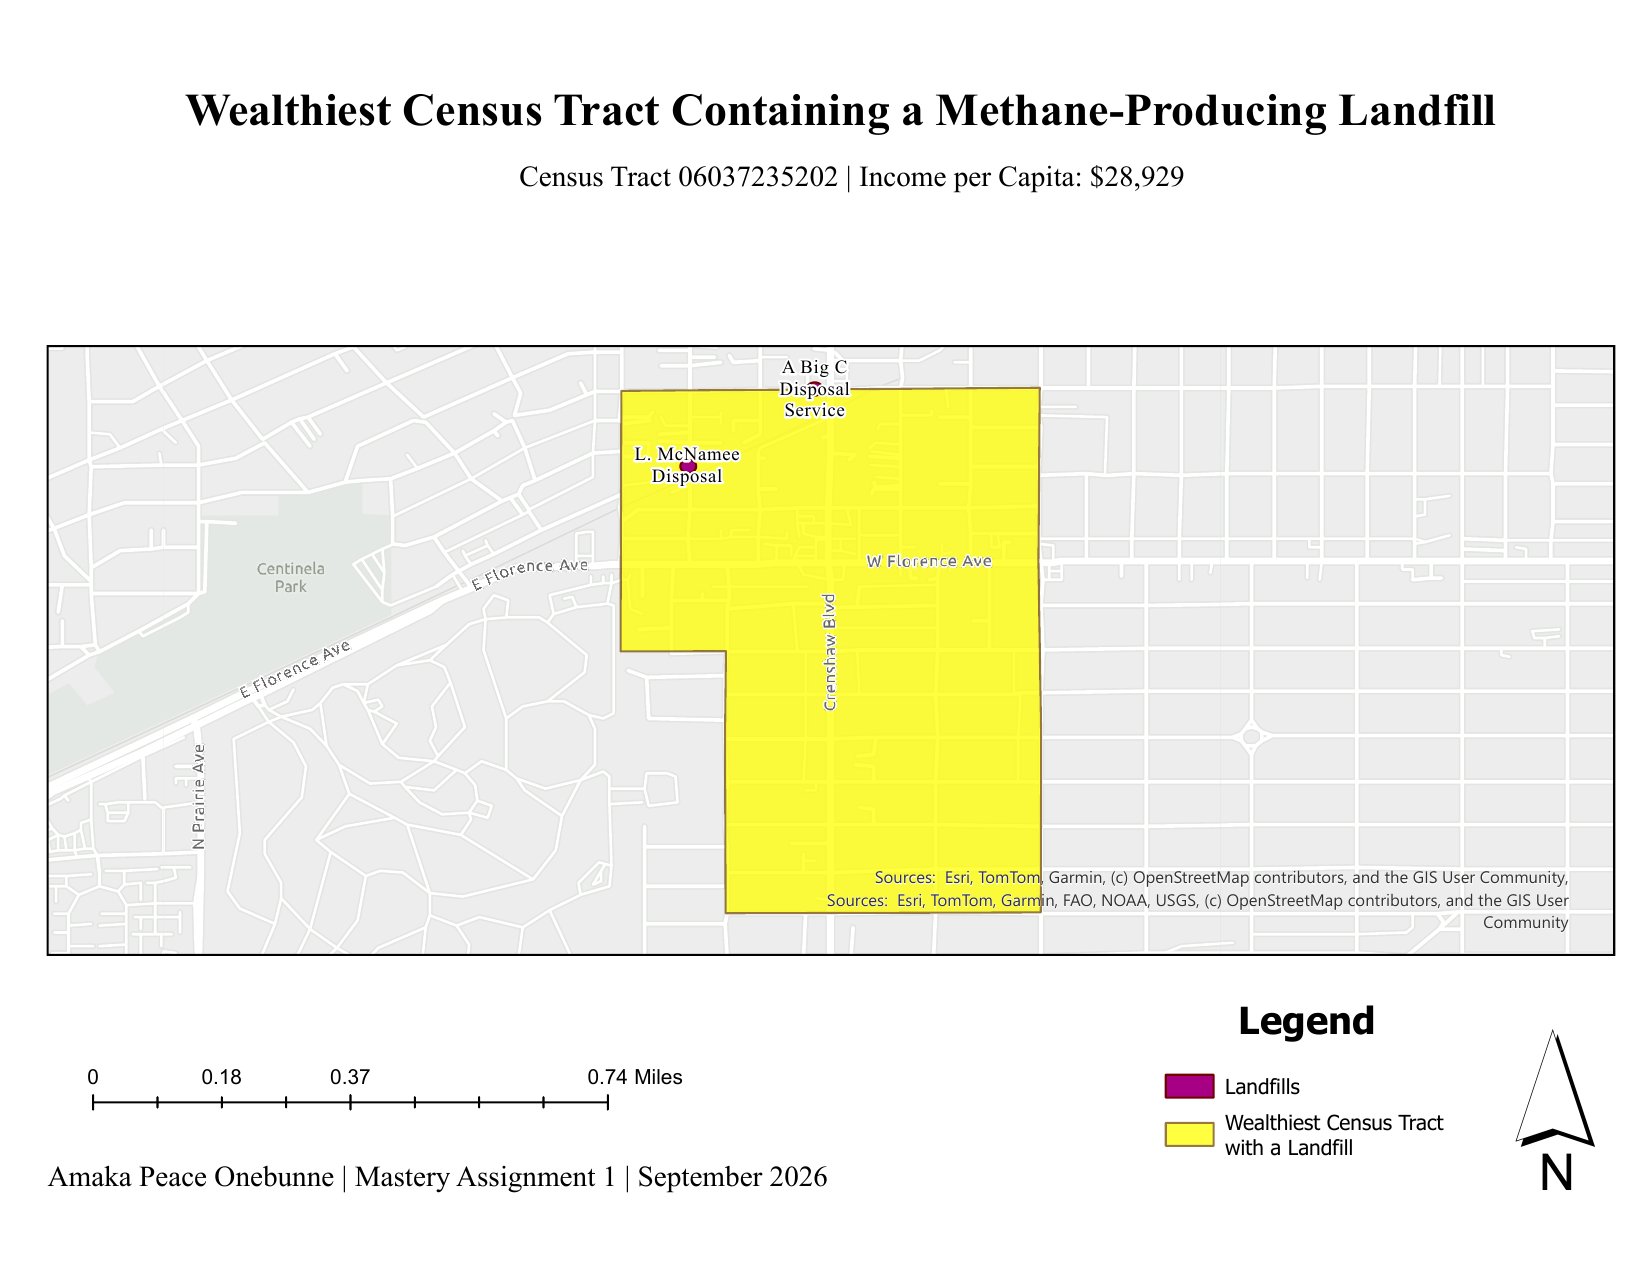 Wealthiest Census Tract Containing a Methane-Producing Landfill
Census Tract 06037235202 | Income per Capita: $28,929
A Big C
Disposal
Service
L. McNamee
Disposal
Centinela
Park
E Florence Ave
W Florence Ave
Crenshaw Blvd
E Florence Ave
N Prairie Ave
Sources: Esri, TomTom, Garmin, (c) OpenStreetMap contributors, and the GIS User Community,
Sources: Esri, TomTom, Garmin, FAO, NOAA, USGS, (c) OpenStreetMap contributors, and the GIS User
Community
0 0.18 0.37 0.74 Miles
Legend
Landfills
Wealthiest Census Tract
with a Landfill
N
Amaka Peace Onebunne | Mastery Assignment 1 | September 2026